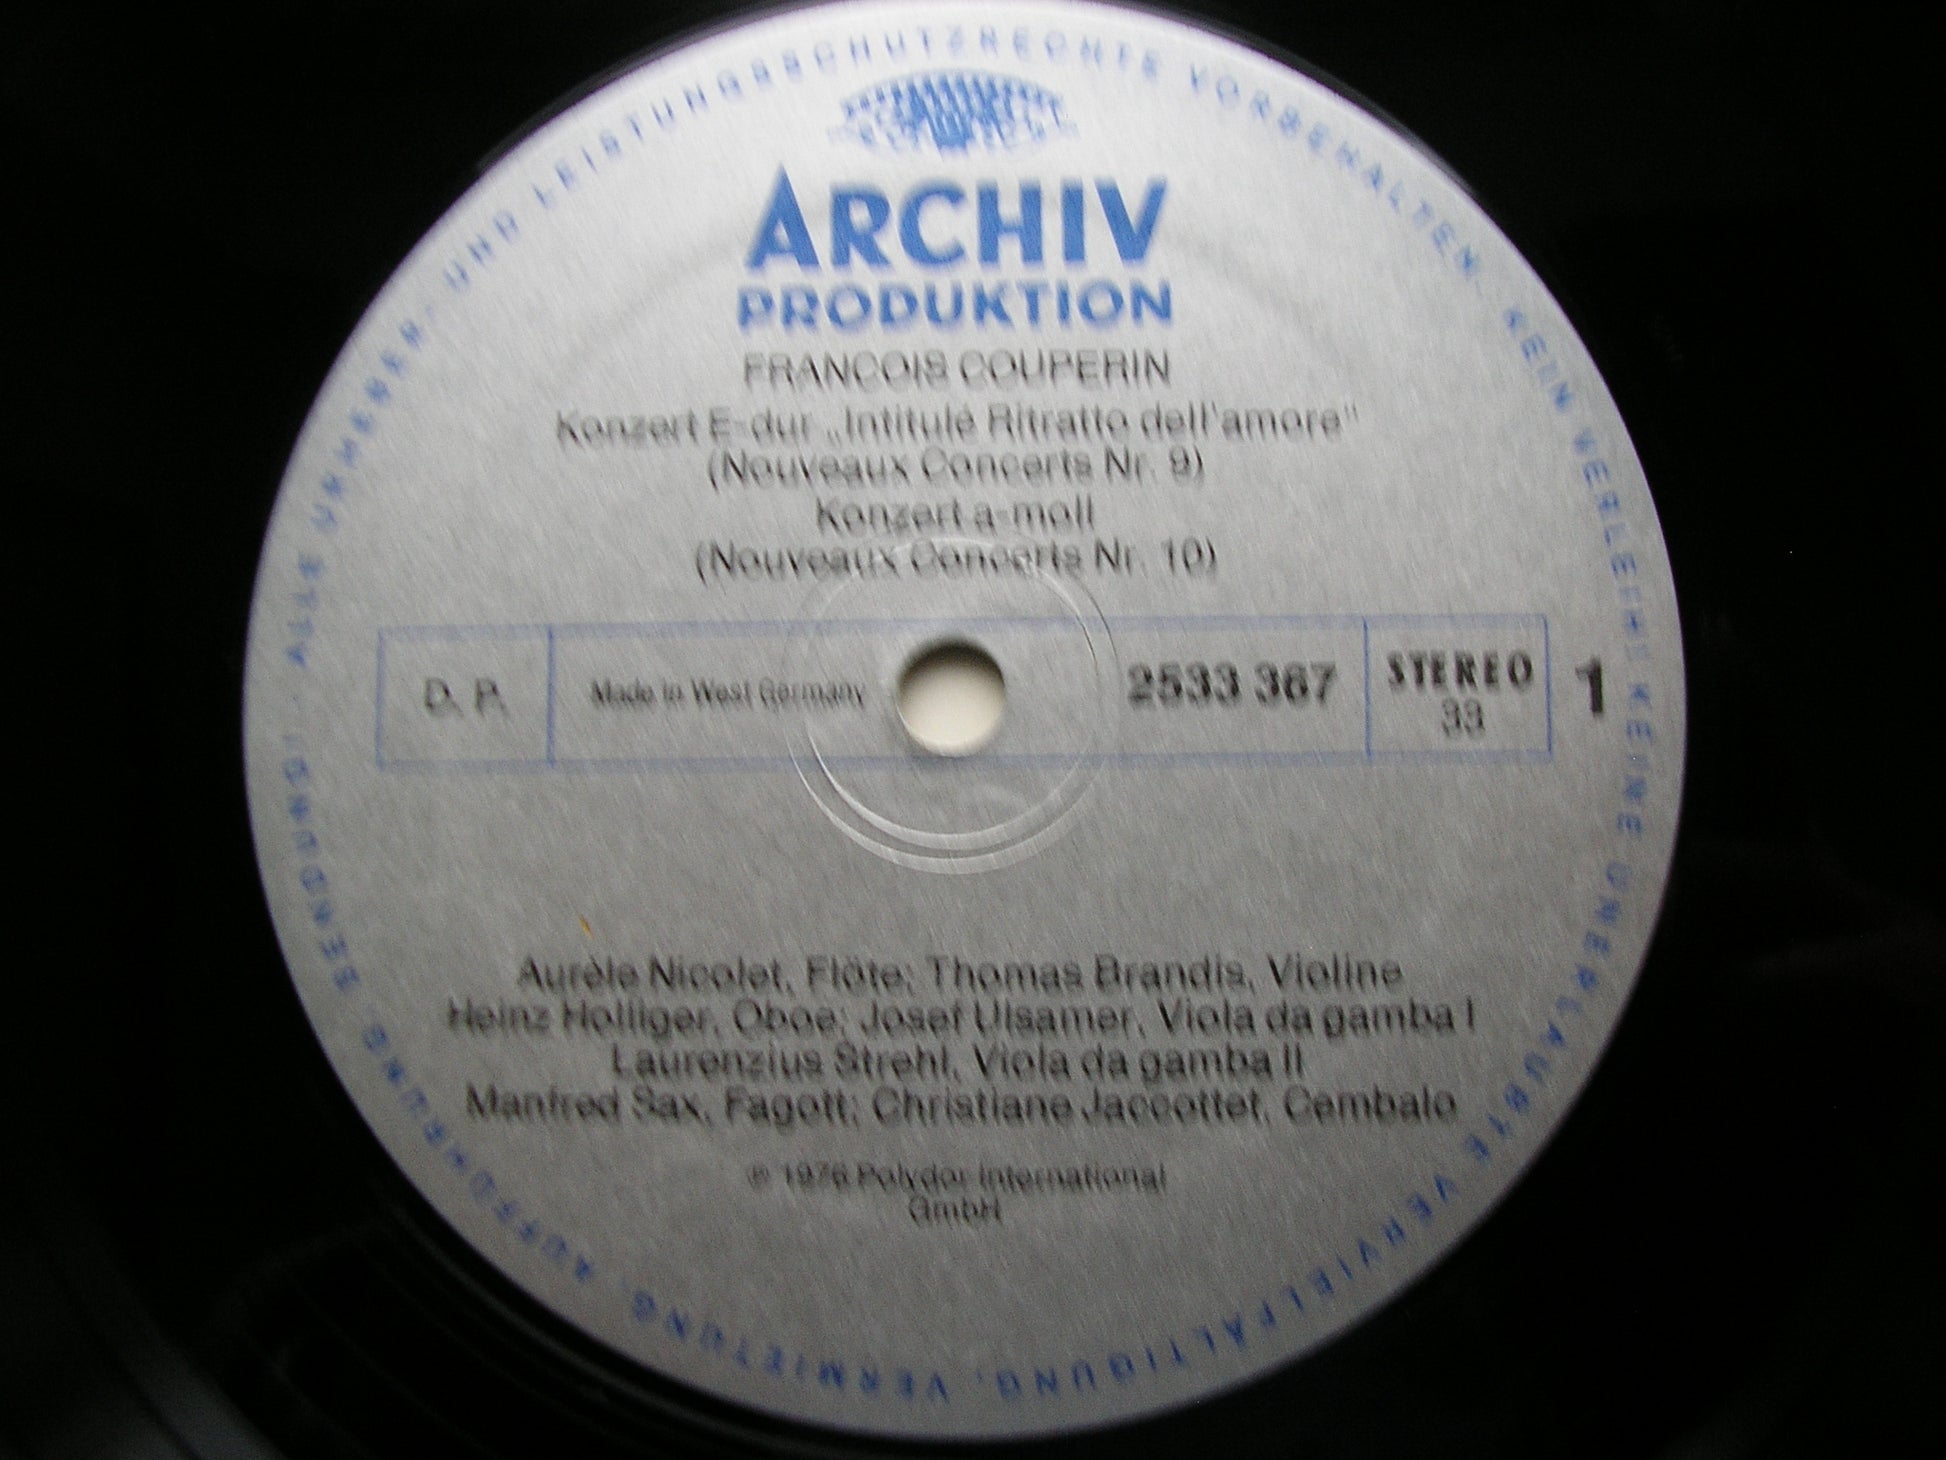 ALLE URHEBER- UND LEISTUNGSSCHUTZRECHTE VORBEHALTEN. KEIN VERLEIH! KEINE UNERLAUBTE VERVIELFÄLTIGUNG, VERMIETUNG, AUFFÜHRUNG, SENDUNG!
ARCHIV
PRODUKTION
FRANCOIS COUPERIN
Konzert E-dur „Intitulé Ritratto dell'amore"
(Nouveaux Concerts Nr. 9)
Konzert a-moll
(Nouveaux Concerts Nr. 10)
D. P. Made in West Germany 2533 367 STEREO 1
33
Aurèle Nicolet, Flöte; Thomas Brandis, Violine
Heinz Holliger, Oboe; Josef Ulsamer, Viola da gamba I
Laurenzius Strehl, Viola da gamba II
Manfred Sax, Fagott; Christiane Jaccottet, Cembalo
℗ 1976 Polydor International
GmbH